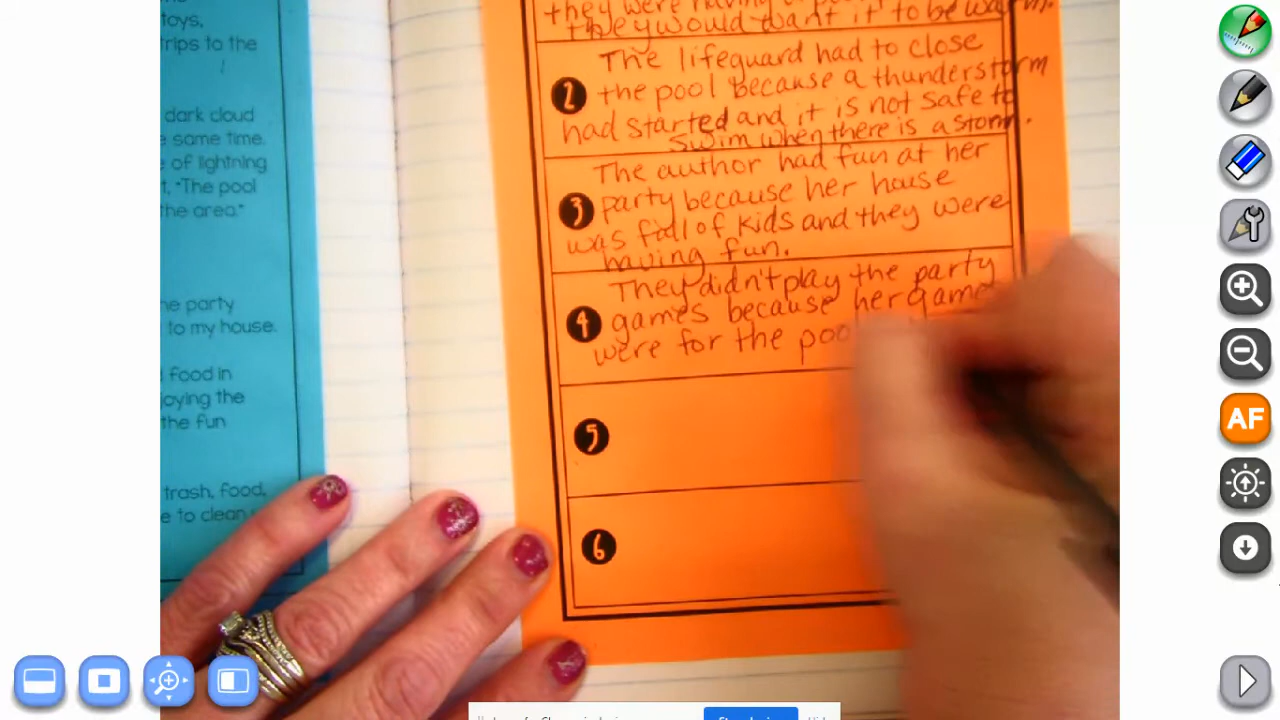 toys,
trips to the
dark cloud
same time.
of lightning
"The pool
the area."
party
to my house.
food in
the
the fun
trash, food,
to clean
they were having a
they would want it to be warm.
2 The lifeguard had to close
the pool because a thunderstorm
had started and it is not safe to
swim when there is a storm.
3 The author had fun at her
party because her house
was full of kids and they were
having fun.
4 They didn't play the party
games because her games
were for the
5
6
AF